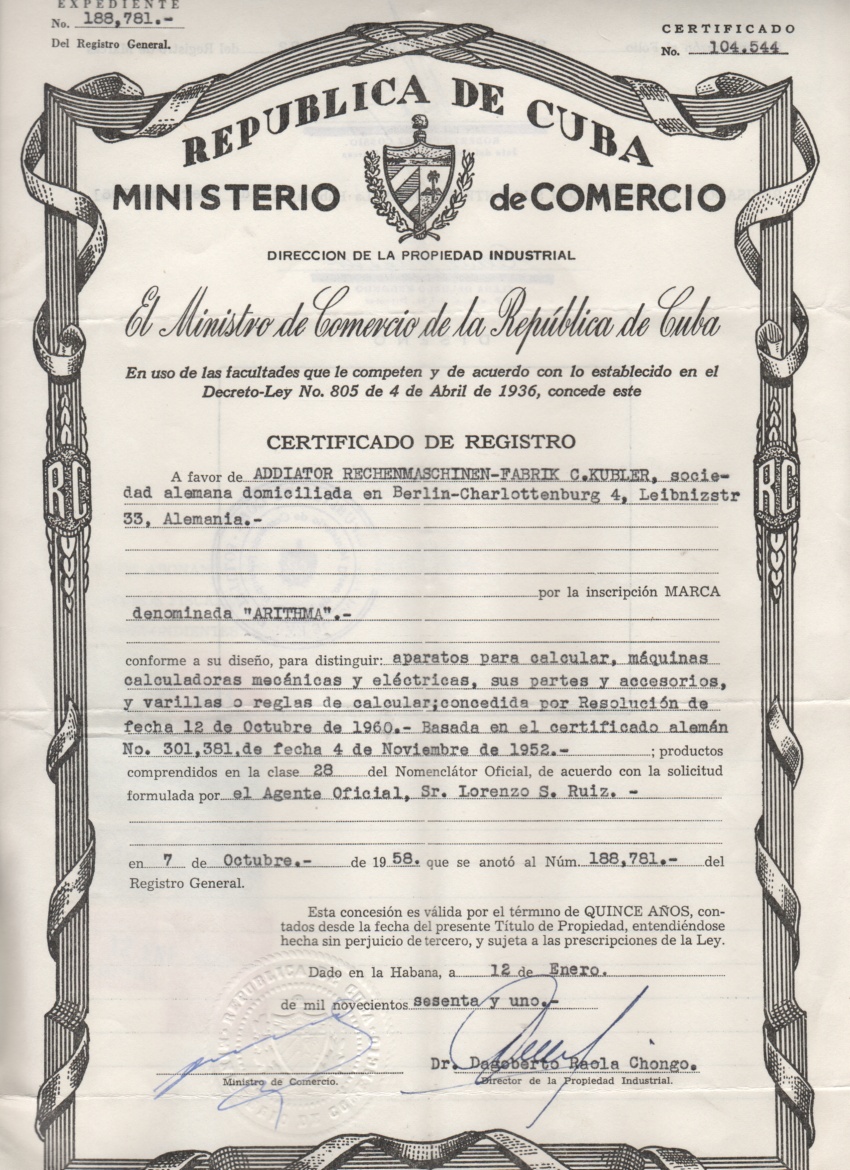 EXPEDIENTE
No. 188,781.-
Del Registro General.
CERTIFICADO
No. 104.544
REPUBLICA DE CUBA
MINISTERIO de COMERCIO
DIRECCION DE LA PROPIEDAD INDUSTRIAL
El Ministro de Comercio de la República de Cuba
En uso de las facultades que le competen y de acuerdo con lo establecido en el
Decreto-Ley No. 805 de 4 de Abril de 1936, concede este
CERTIFICADO DE REGISTRO
A favor de ADDIATOR RECHENMASCHINEN-FABRIK C.KUBLER, socie-
dad alemana domiciliada en Berlin-Charlottenburg 4, Leibnizstr
33, Alemania.-
RC
RC
por la inscripción MARCA
denominada "ARITHMA".-
conforme a su diseño, para distinguir: aparatos para calcular, máquinas
calculadoras mecánicas y eléctricas, sus partes y accesorios,
y varillas o reglas de calcular;concedida por Resolución de
fecha 12 de Octubre de 1960.- Basada en el certificado alemán
No. 301,381,de fecha 4 de Noviembre de 1952.- ; productos
comprendidos en la clase 28 del Nomenclátor Oficial, de acuerdo con la solicitud
formulada por el Agente Oficial, Sr. Lorenzo S. Ruiz. -
en 7 de Octubre.- de 1958. que se anotó al Núm. 188,781.- del
Registro General.
Esta concesión es válida por el término de QUINCE AÑOS, con-
tados desde la fecha del presente Título de Propiedad, entendiéndose
hecha sin perjuicio de tercero, y sujeta a las prescripciones de la Ley.
Dado en la Habana, a 12 de Enero.
de mil novecientos sesenta y uno.-
Dr. Dagoberto Raola Chongo.
Ministro de Comercio.
Director de la Propiedad Industrial.